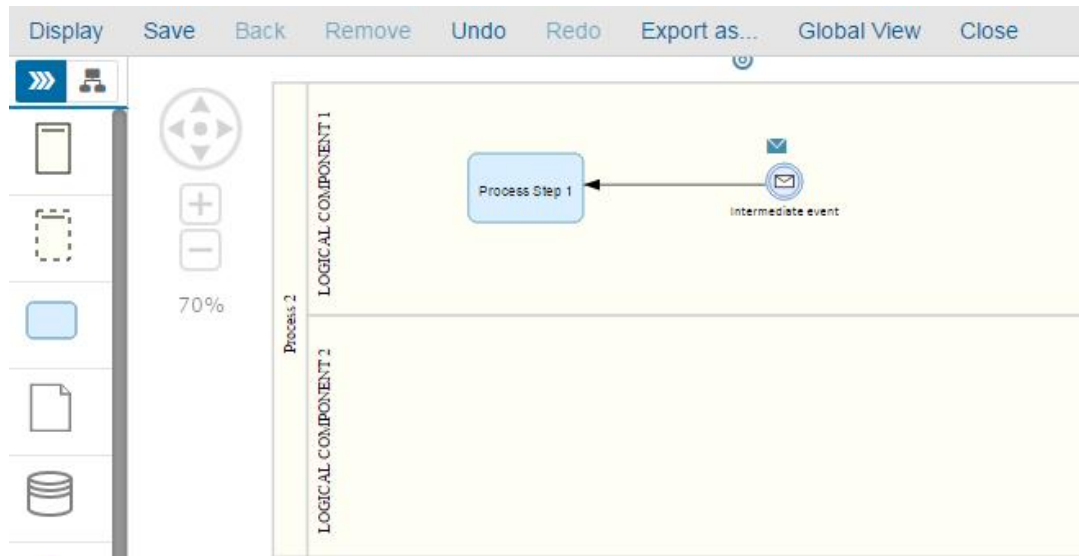 Display Save Back Remove Undo Redo Export as... Global View Close
70%
Process 2
LOGICAL COMPONENT 1
Process Step 1
Intermediate event
LOGICAL COMPONENT 2